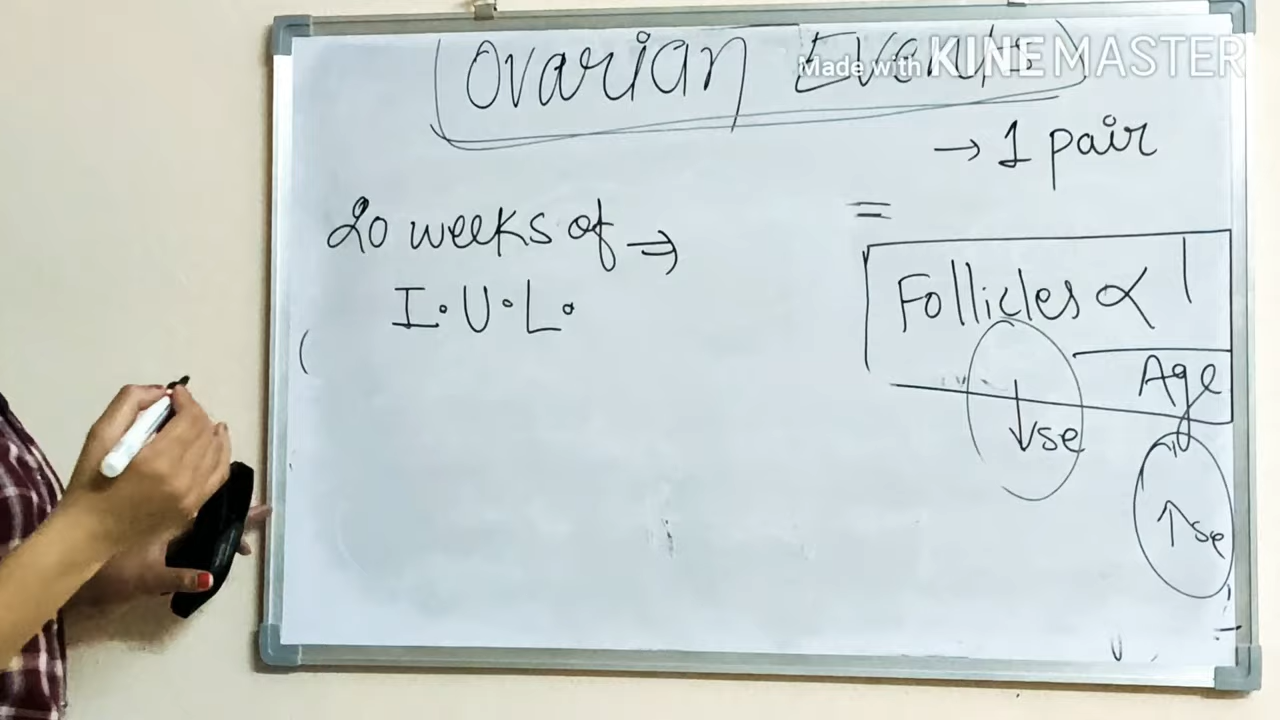 Ovarian Events
Made with KINEMASTER
→ 1 pair
20 weeks of ⇒
I.U.L.
=
Follicles ∝ 1
Age
↓se
↑se
(